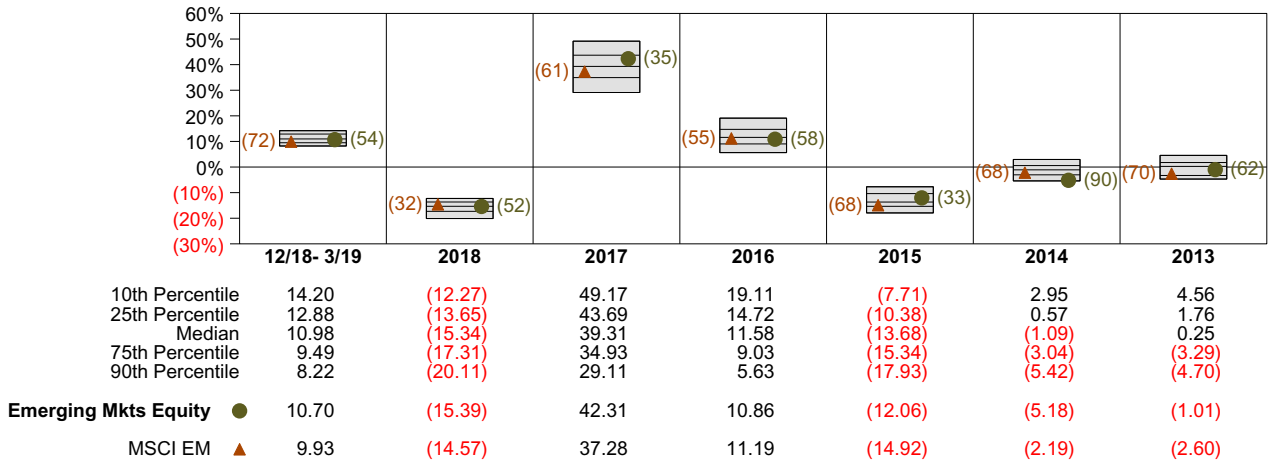 60%
50%
40%
30%
20%
10%
0%
(10%)
(20%)
(30%)
(72) (54)
(32) (52)
(61) (35)
(55) (58)
(68) (33)
(68) (90)
(70) (62)
12/18- 3/19 2018 2017 2016 2015 2014 2013
10th Percentile 14.20 (12.27) 49.17 19.11 (7.71) 2.95 4.56
25th Percentile 12.88 (13.65) 43.69 14.72 (10.38) 0.57 1.76
Median 10.98 (15.34) 39.31 11.58 (13.68) (1.09) 0.25
75th Percentile 9.49 (17.31) 34.93 9.03 (15.34) (3.04) (3.29)
90th Percentile 8.22 (20.11) 29.11 5.63 (17.93) (5.42) (4.70)
Emerging Mkts Equity 10.70 (15.39) 42.31 10.86 (12.06) (5.18) (1.01)
MSCI EM 9.93 (14.57) 37.28 11.19 (14.92) (2.19) (2.60)